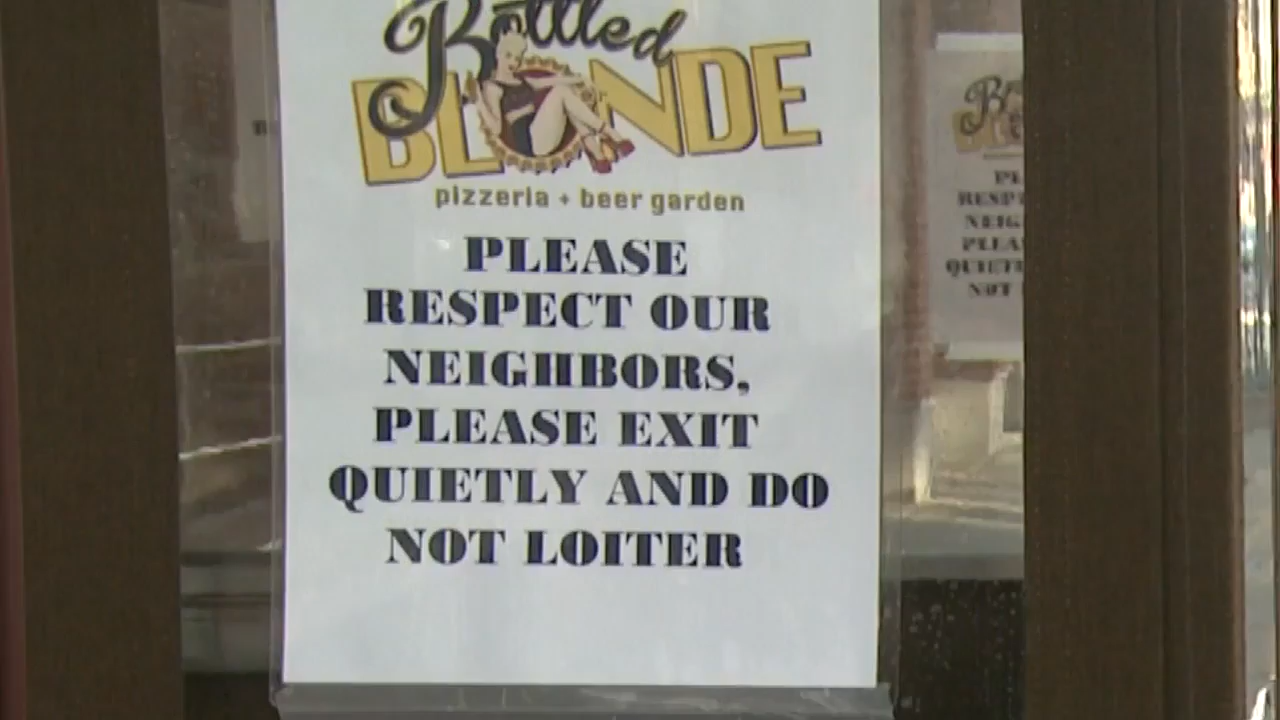 Bottled
BLONDE
pizzeria + beer garden
PLEASE
RESPECT OUR
NEIGHBORS,
PLEASE EXIT
QUIETLY AND DO
NOT LOITER